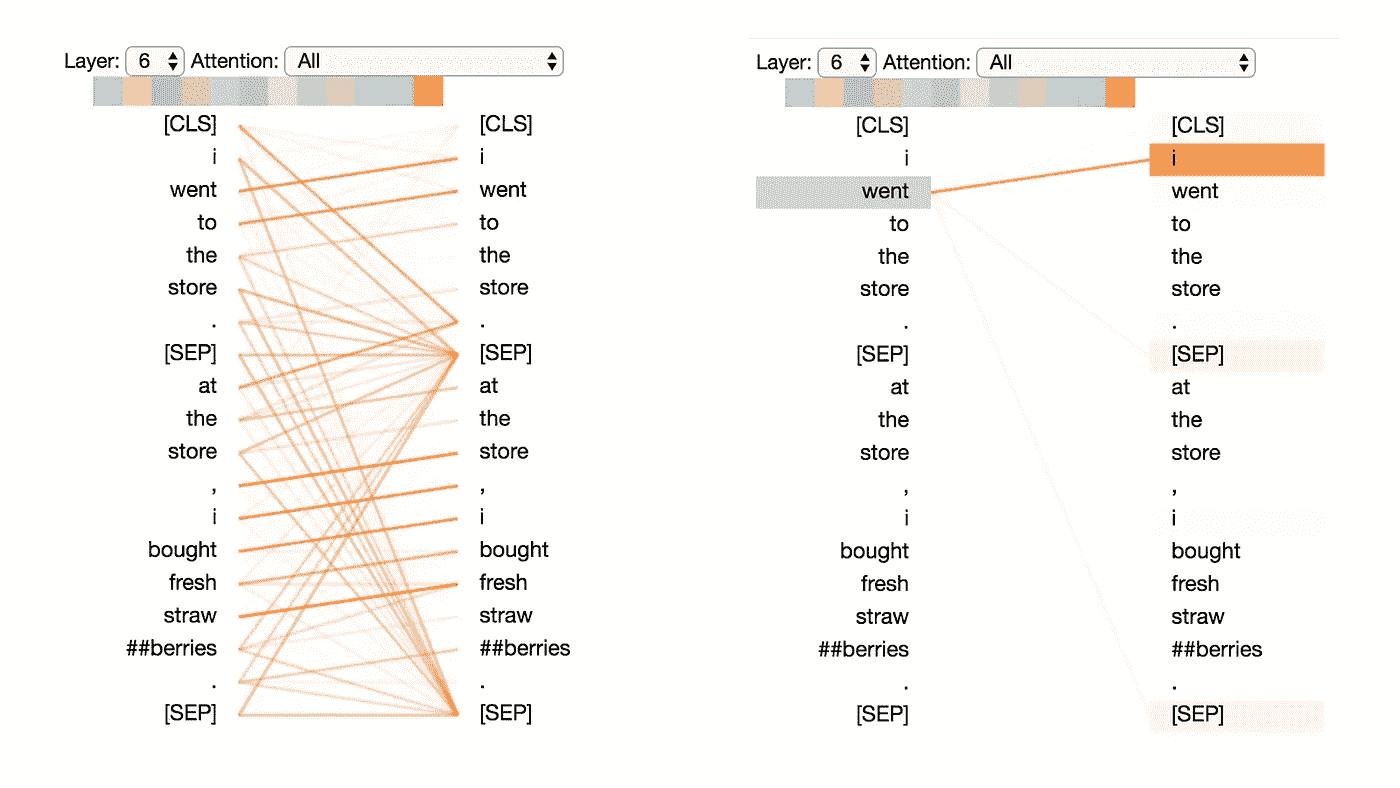 Layer: 6 Attention: All
[CLS] [CLS]
i i
went went
to to
the the
store store
. .
[SEP] [SEP]
at at
the the
store store
, ,
i i
bought bought
fresh fresh
straw straw
##berries ##berries
. .
[SEP] [SEP]
Layer: 6 Attention: All
[CLS] [CLS]
i i
went went
to to
the the
store store
. .
[SEP] [SEP]
at at
the the
store store
, ,
i i
bought bought
fresh fresh
straw straw
##berries ##berries
. .
[SEP] [SEP]